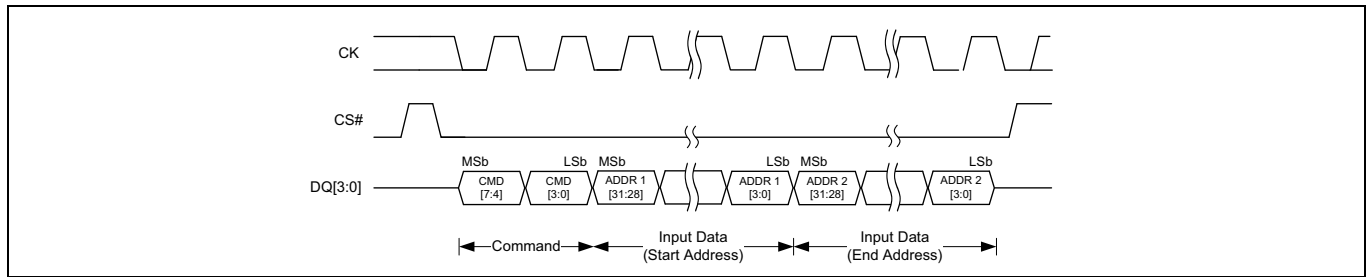 CK
CS#
MSb LSb MSb LSb MSb LSb
DQ[3:0]
CMD [7:4]
CMD [3:0]
ADDR 1 [31:28]
ADDR 1 [3:0]
ADDR 2 [31:28]
ADDR 2 [3:0]
Command
Input Data
(Start Address)
Input Data
(End Address)